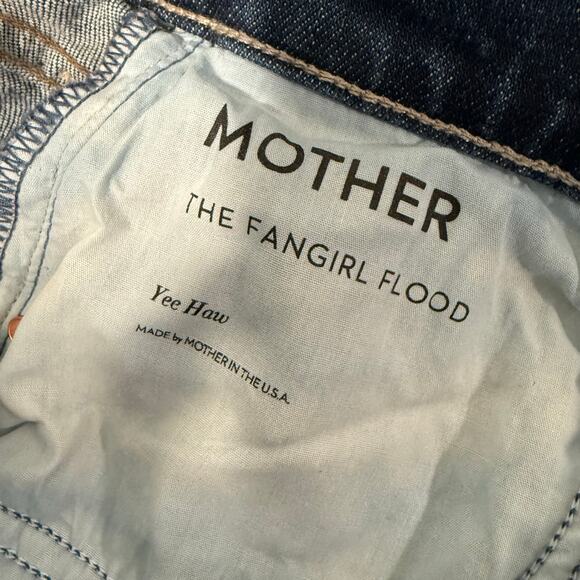 MOTHER
THE FANGIRL FLOOD
Yee Haw
MADE by MOTHER IN THE U.S.A.